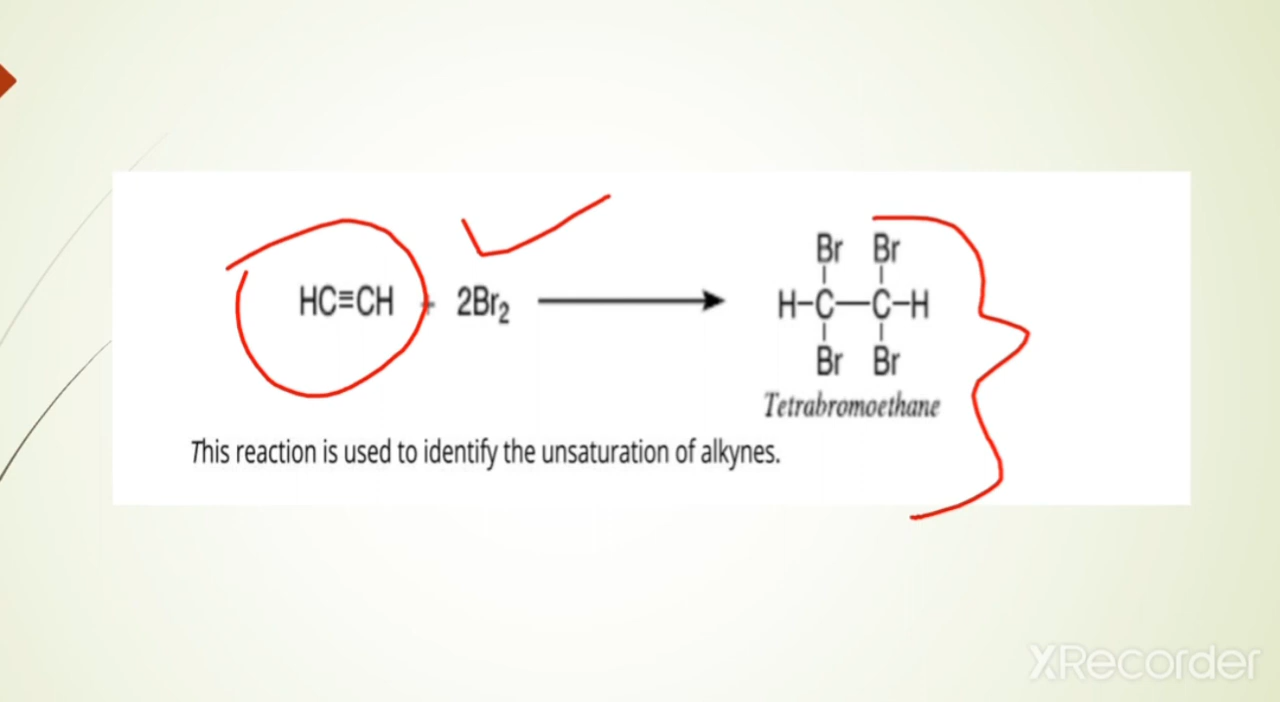 Br Br
HC≡CH + 2Br₂ ⟶ H-C—C-H
Br Br
Tetrabromoethane
This reaction is used to identify the unsaturation of alkynes.
XRecorder